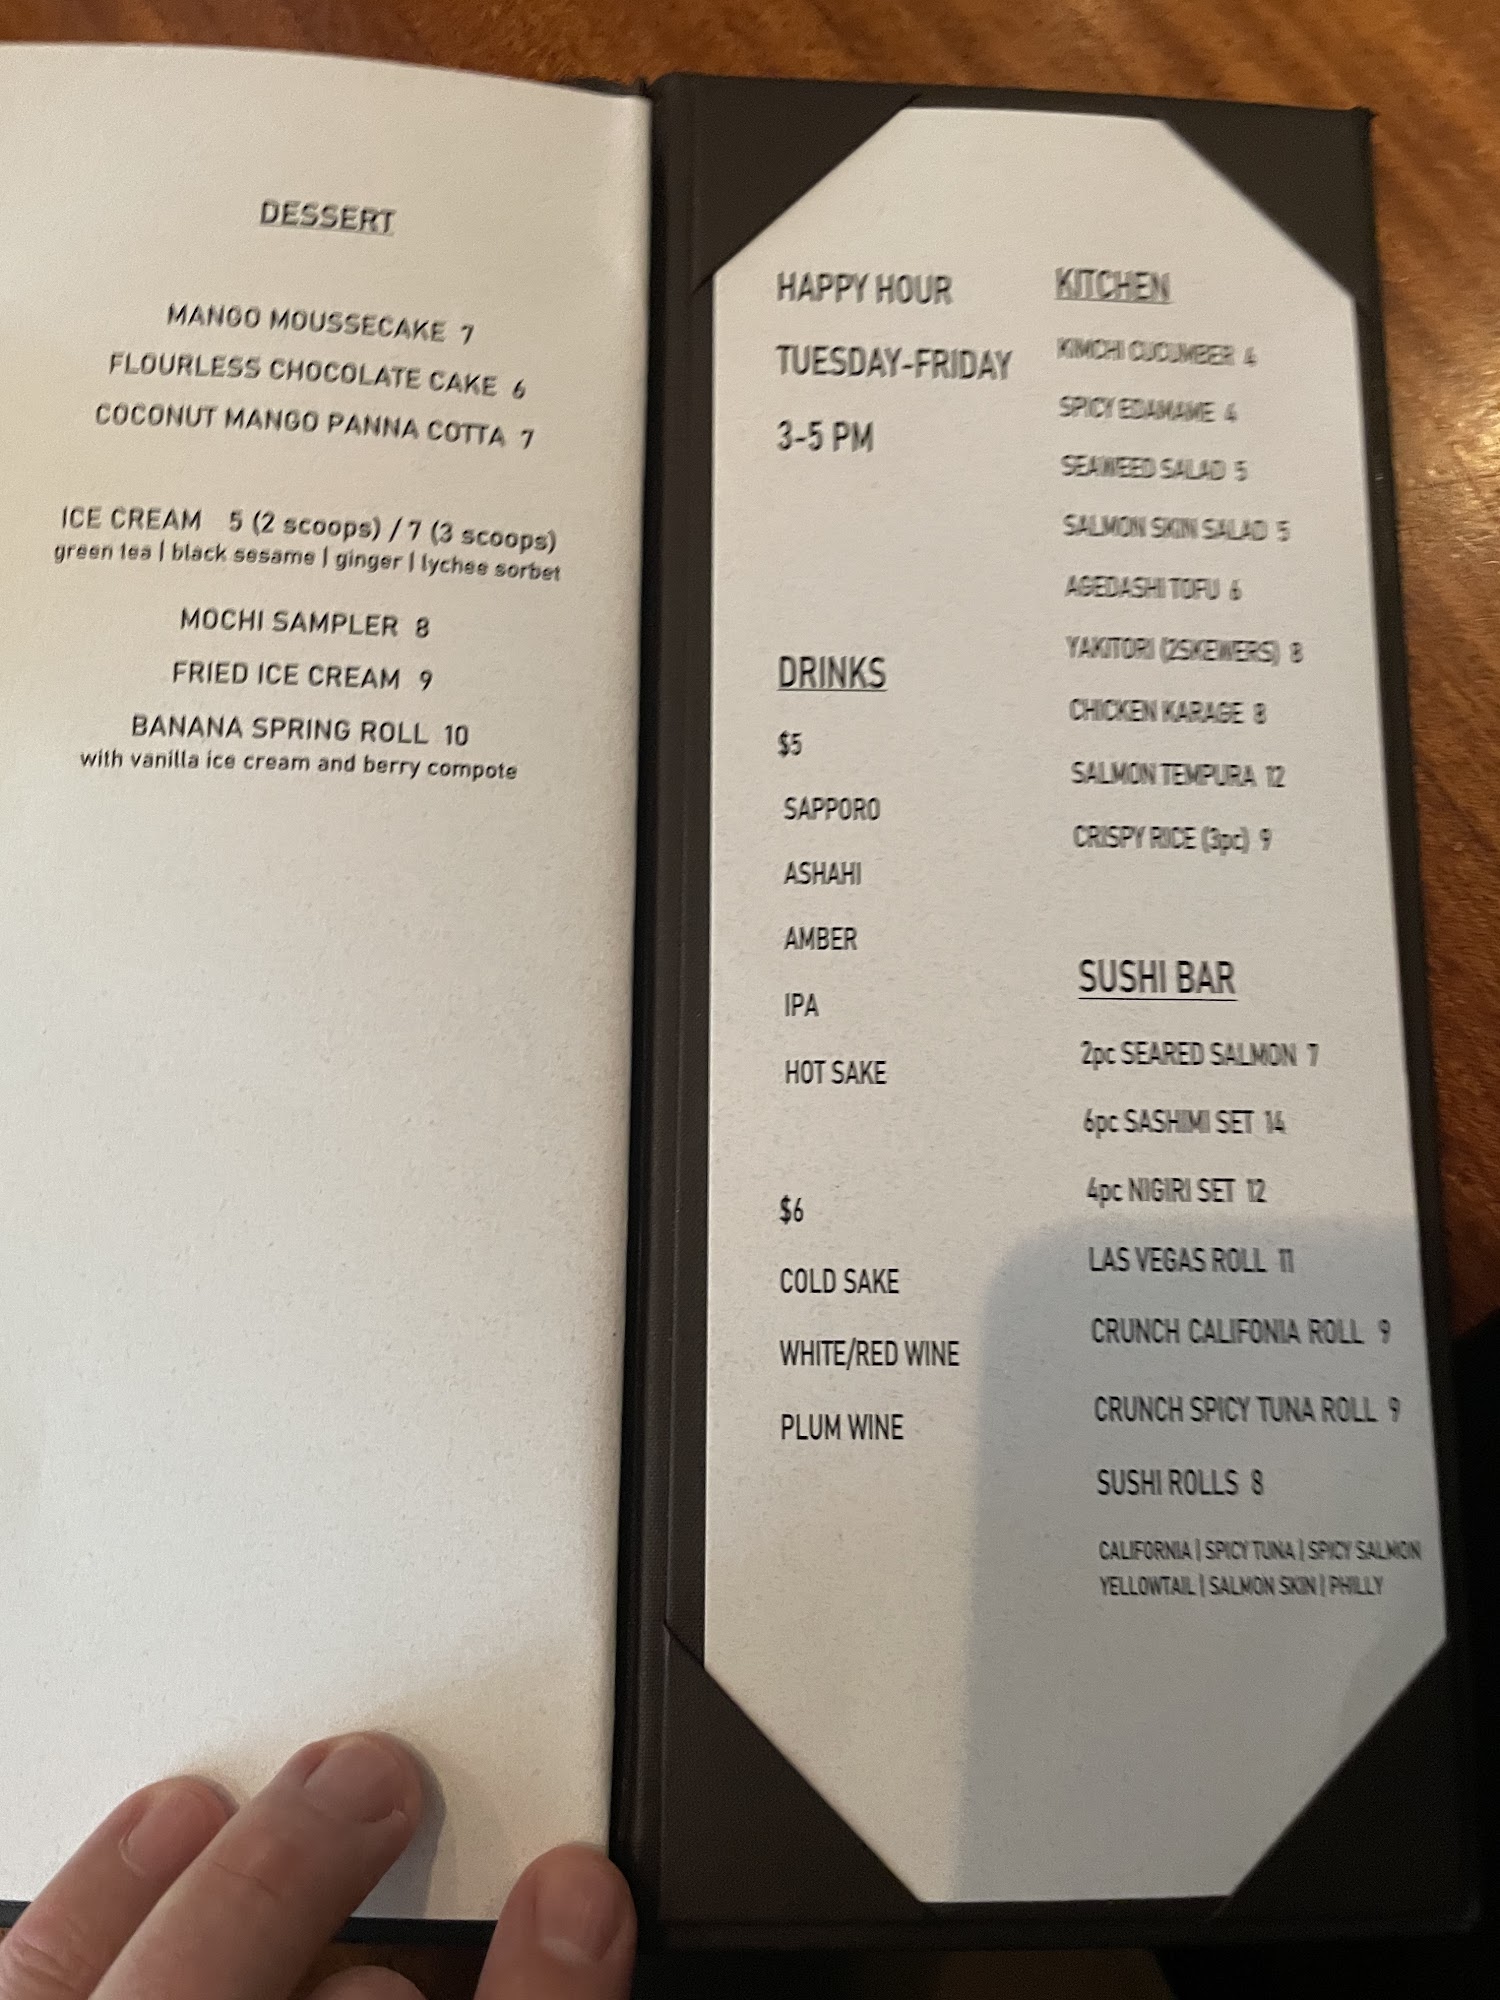 DESSERT
MANGO MOUSSECAKE 7
FLOURLESS CHOCOLATE CAKE 6
COCONUT MANGO PANNA COTTA 7
ICE CREAM 5 (2 scoops) / 7 (3 scoops)
green tea | black sesame | ginger | lychee sorbet
MOCHI SAMPLER 8
FRIED ICE CREAM 9
BANANA SPRING ROLL 10
with vanilla ice cream and berry compote
HAPPY HOUR
TUESDAY-FRIDAY
3-5 PM
DRINKS
$5
SAPPORO
ASHAHI
AMBER
IPA
HOT SAKE
$6
COLD SAKE
WHITE/RED WINE
PLUM WINE
KITCHEN
KIMCHI CUCUMBER 4
SPICY EDAMAME 4
SEAWEED SALAD 5
SALMON SKIN SALAD 5
AGEDASHI TOFU 6
YAKITORI (2SKEWERS) 8
CHICKEN KARAGE 8
SALMON TEMPURA 12
CRISPY RICE (3pc) 9
SUSHI BAR
2pc SEARED SALMON 7
6pc SASHIMI SET 14
4pc NIGIRI SET 12
LAS VEGAS ROLL 11
CRUNCH CALIFONIA ROLL 9
CRUNCH SPICY TUNA ROLL 9
SUSHI ROLLS 8
CALIFORNIA | SPICY TUNA | SPICY SALMON
YELLOWTAIL | SALMON SKIN | PHILLY